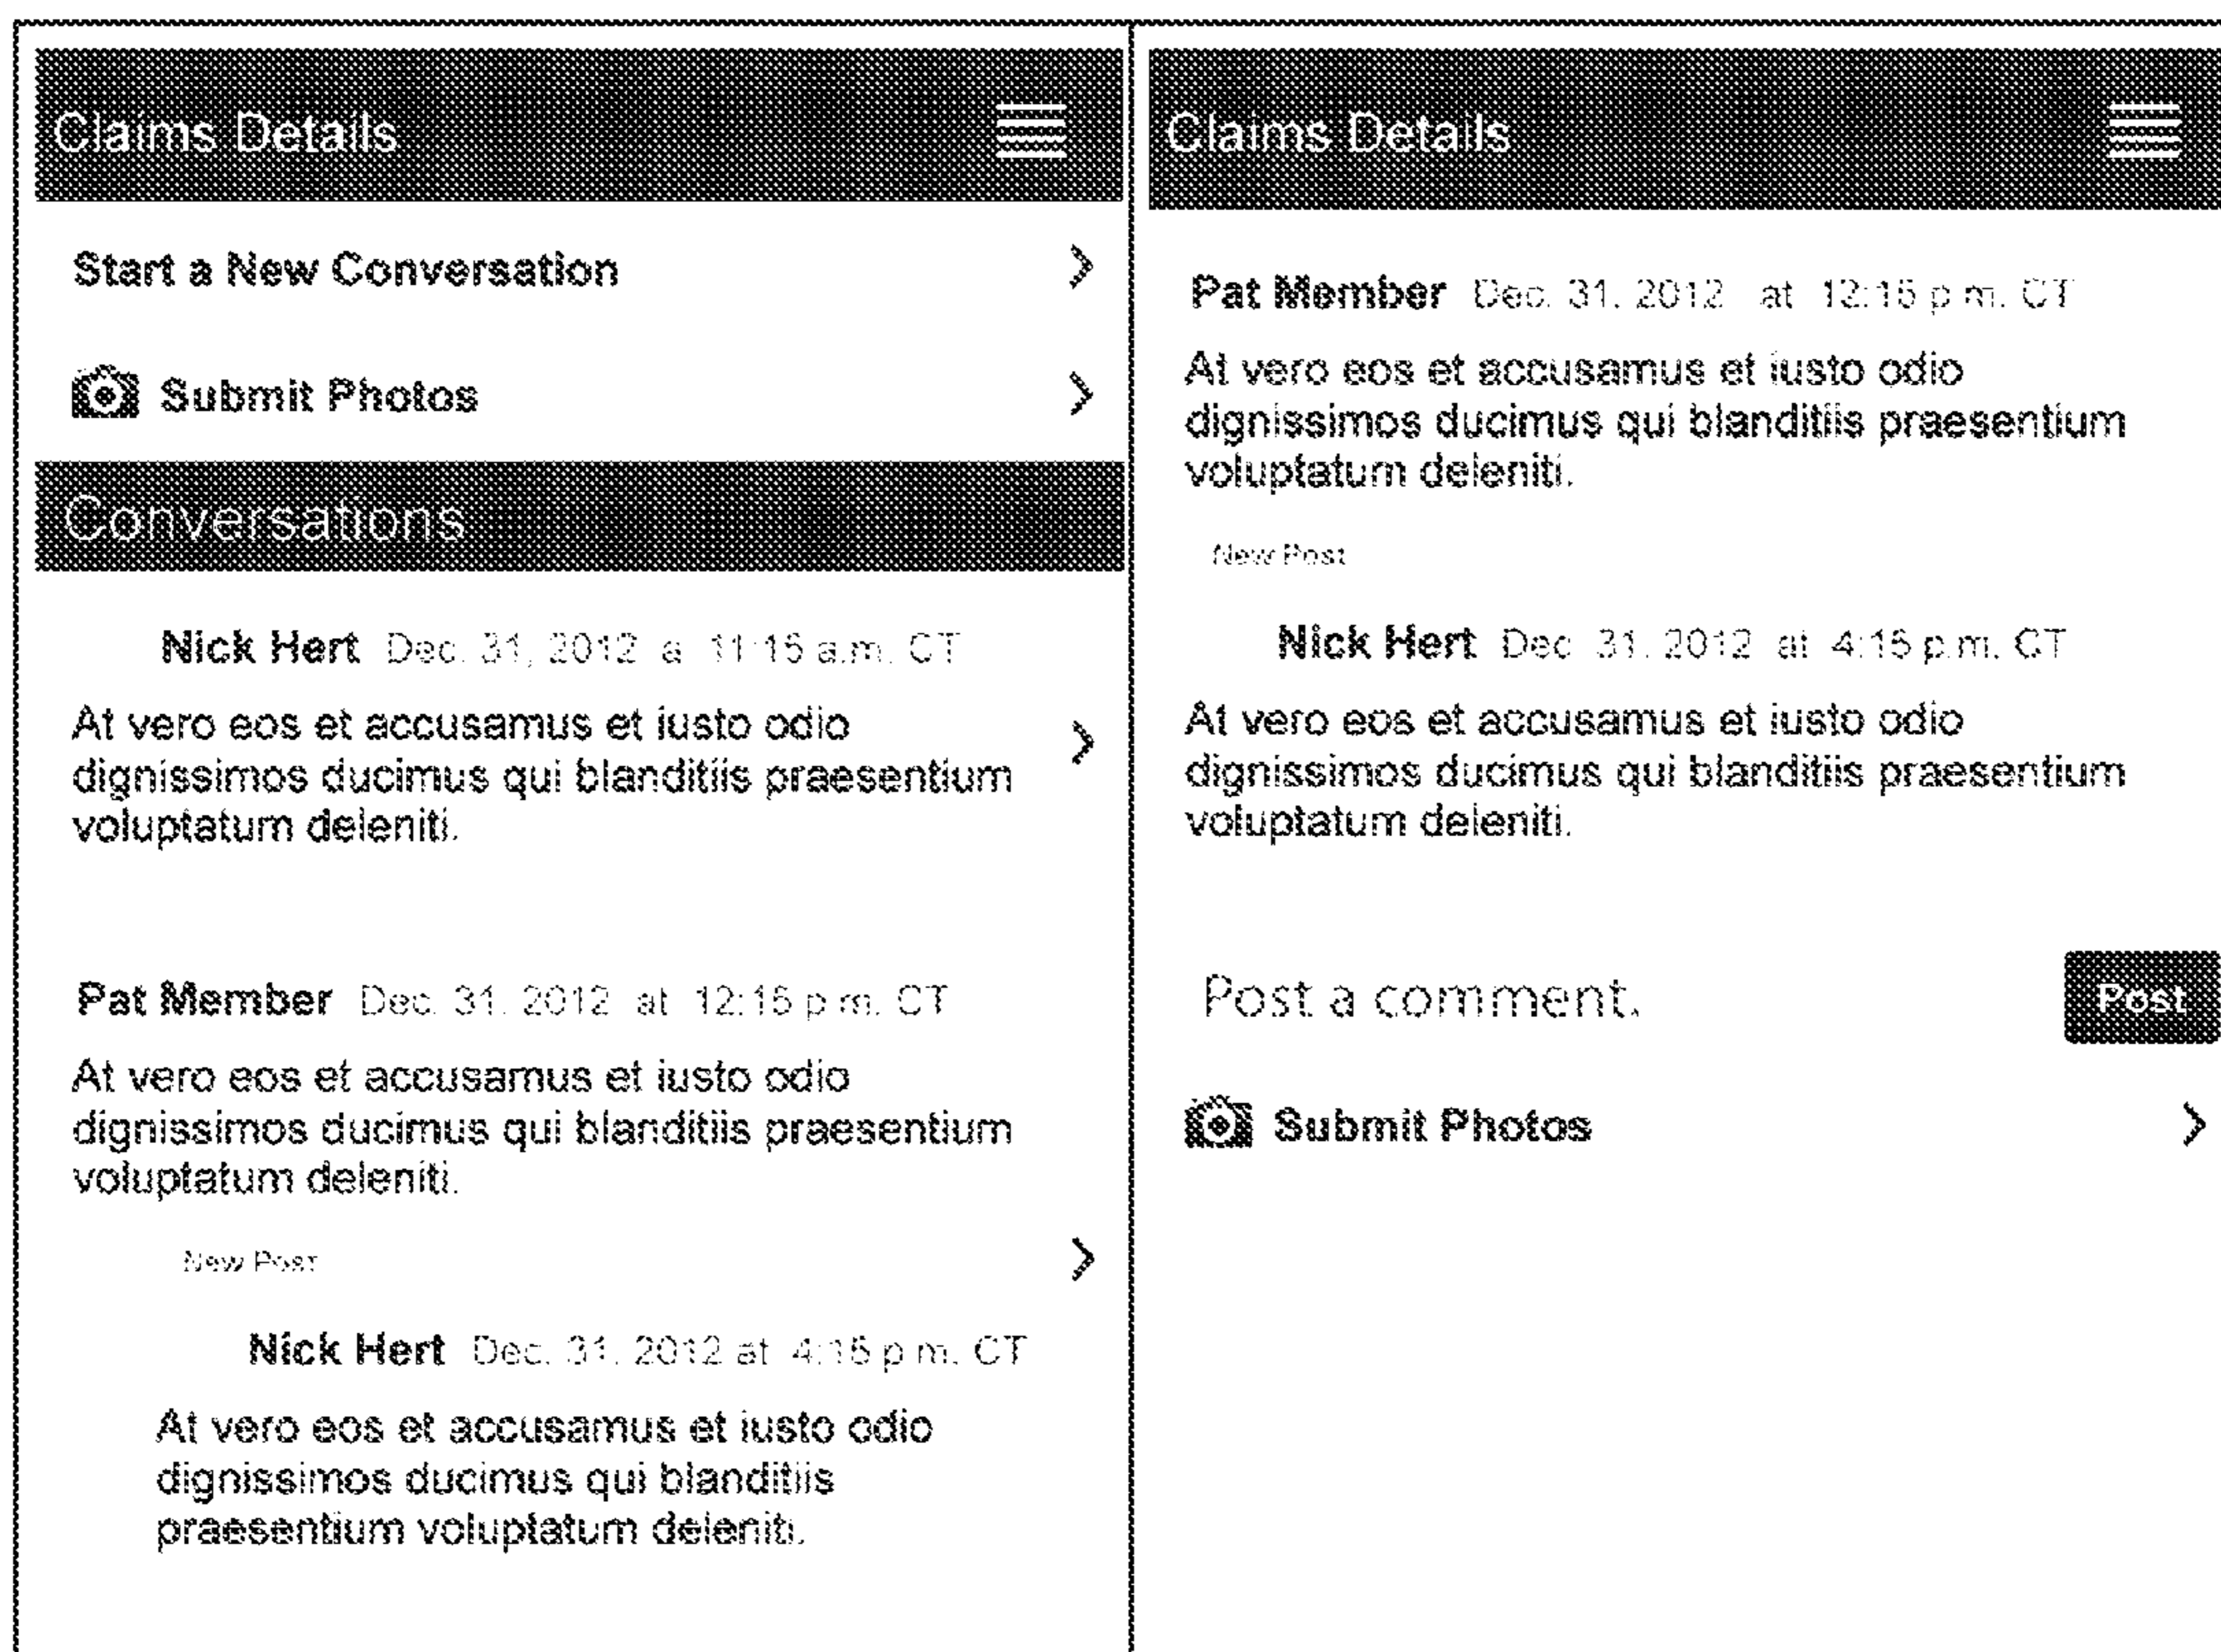 Claims Details
Start a New Conversation
Submit Photos
Conversations
Nick Hert Dec. 31, 2012 a 11:15 a.m. CT
At vero eos et accusamus et iusto odio
dignissimos ducimus qui blanditiis praesentium
voluptatum deleniti.
Pat Member Dec. 31. 2012 at 12:15 p.m. CT
At vero eos et accusamus et iusto odio
dignissimos ducimus qui blanditiis praesentium
voluptatum deleniti.
New Post
Nick Hert Dec. 31. 2012 at 4:15 p.m. CT
At vero eos et accusamus et iusto odio
dignissimos ducimus qui blanditiis
praesentium voluptatum deleniti.
Claims Details
Pat Member Dec. 31. 2012 at 12:15 p.m. CT
At vero eos et accusamus et iusto odio
dignissimos ducimus qui blanditiis praesentium
voluptatum deleniti.
New Post
Nick Hert Dec 31. 2012 at 4:15 p.m. CT
At vero eos et accusamus et iusto odio
dignissimos ducimus qui blanditiis praesentium
voluptatum deleniti.
Post a comment.
Post
Submit Photos